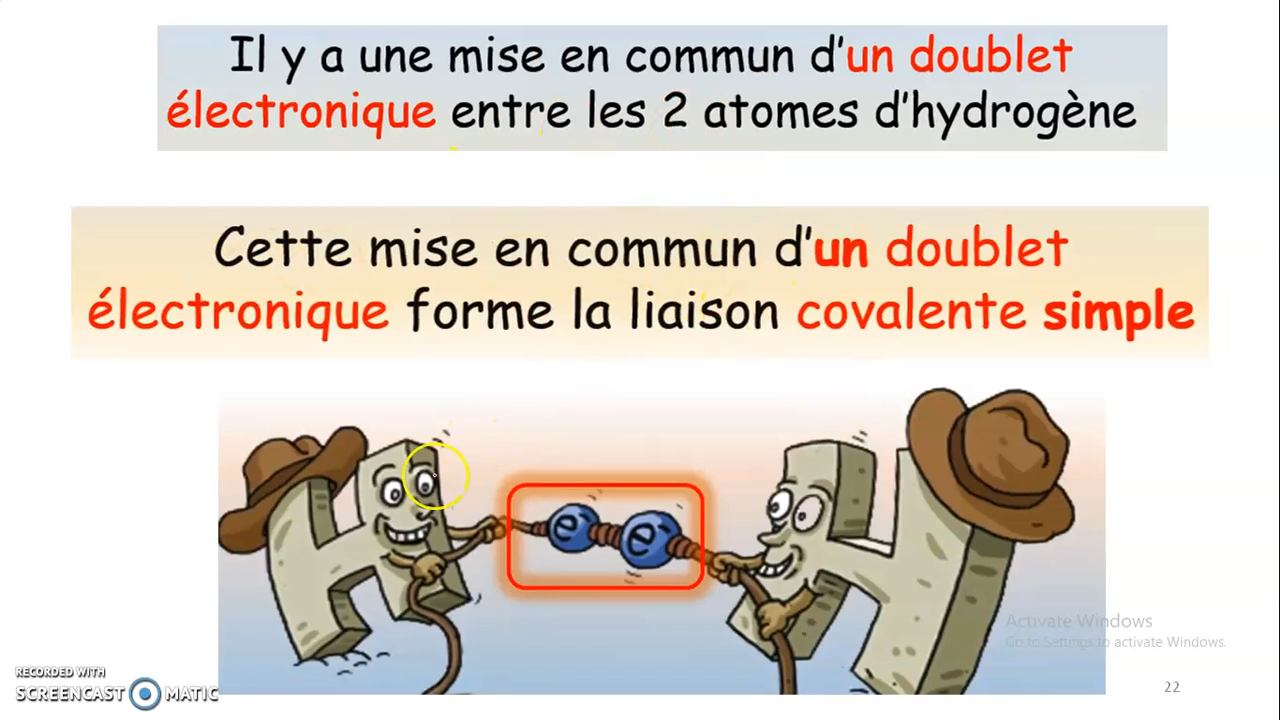 Il y a une mise en commun d'un doublet
électronique entre les 2 atomes d'hydrogène
Cette mise en commun d'un doublet
électronique forme la liaison covalente simple
e⁻ e⁻
Activate Windows
Go to Settings to activate Windows.
RECORDED WITH
SCREENCAST MATIC
22